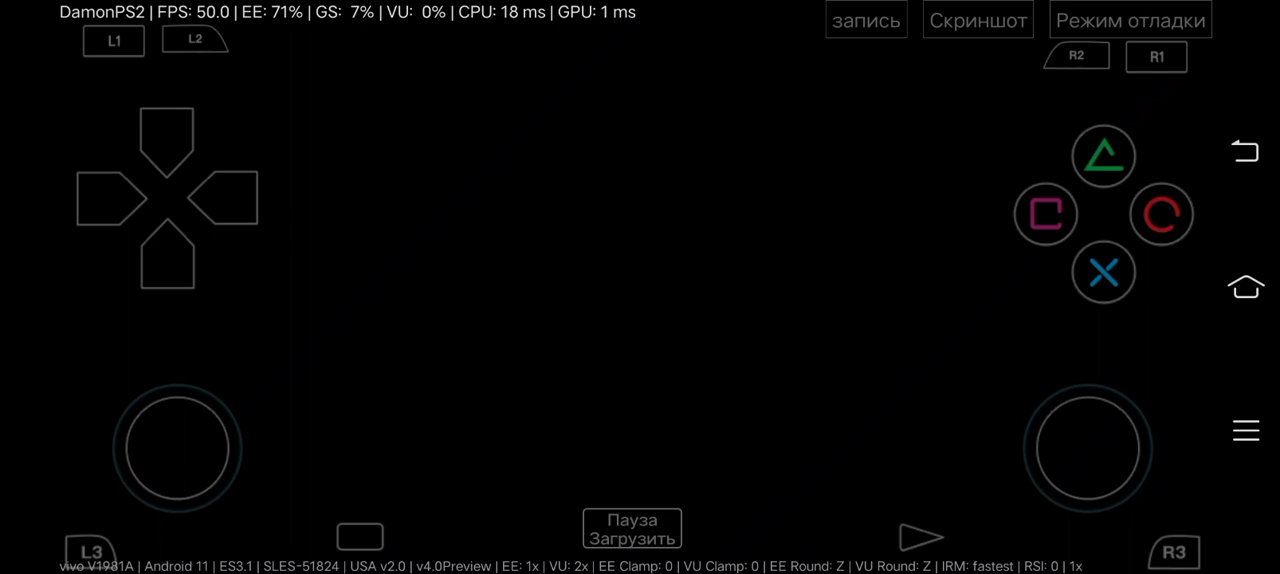 DamonPS2 | FPS: 50.0 | EE: 71% | GS: 7% | VU: 0% | CPU: 18 ms | GPU: 1 ms
запись
Скриншот
Режим отладки
L1
L2
R2
R1
Пауза
Загрузить
L3
R3
vivo V1981A | Android 11 | ES3.1 | SLES-51824 | USA v2.0 | v4.0Preview | EE: 1x | VU: 2x | EE Clamp: 0 | VU Clamp: 0 | EE Round: Z | VU Round: Z | IRM: fastest | RSI: 0 | 1x